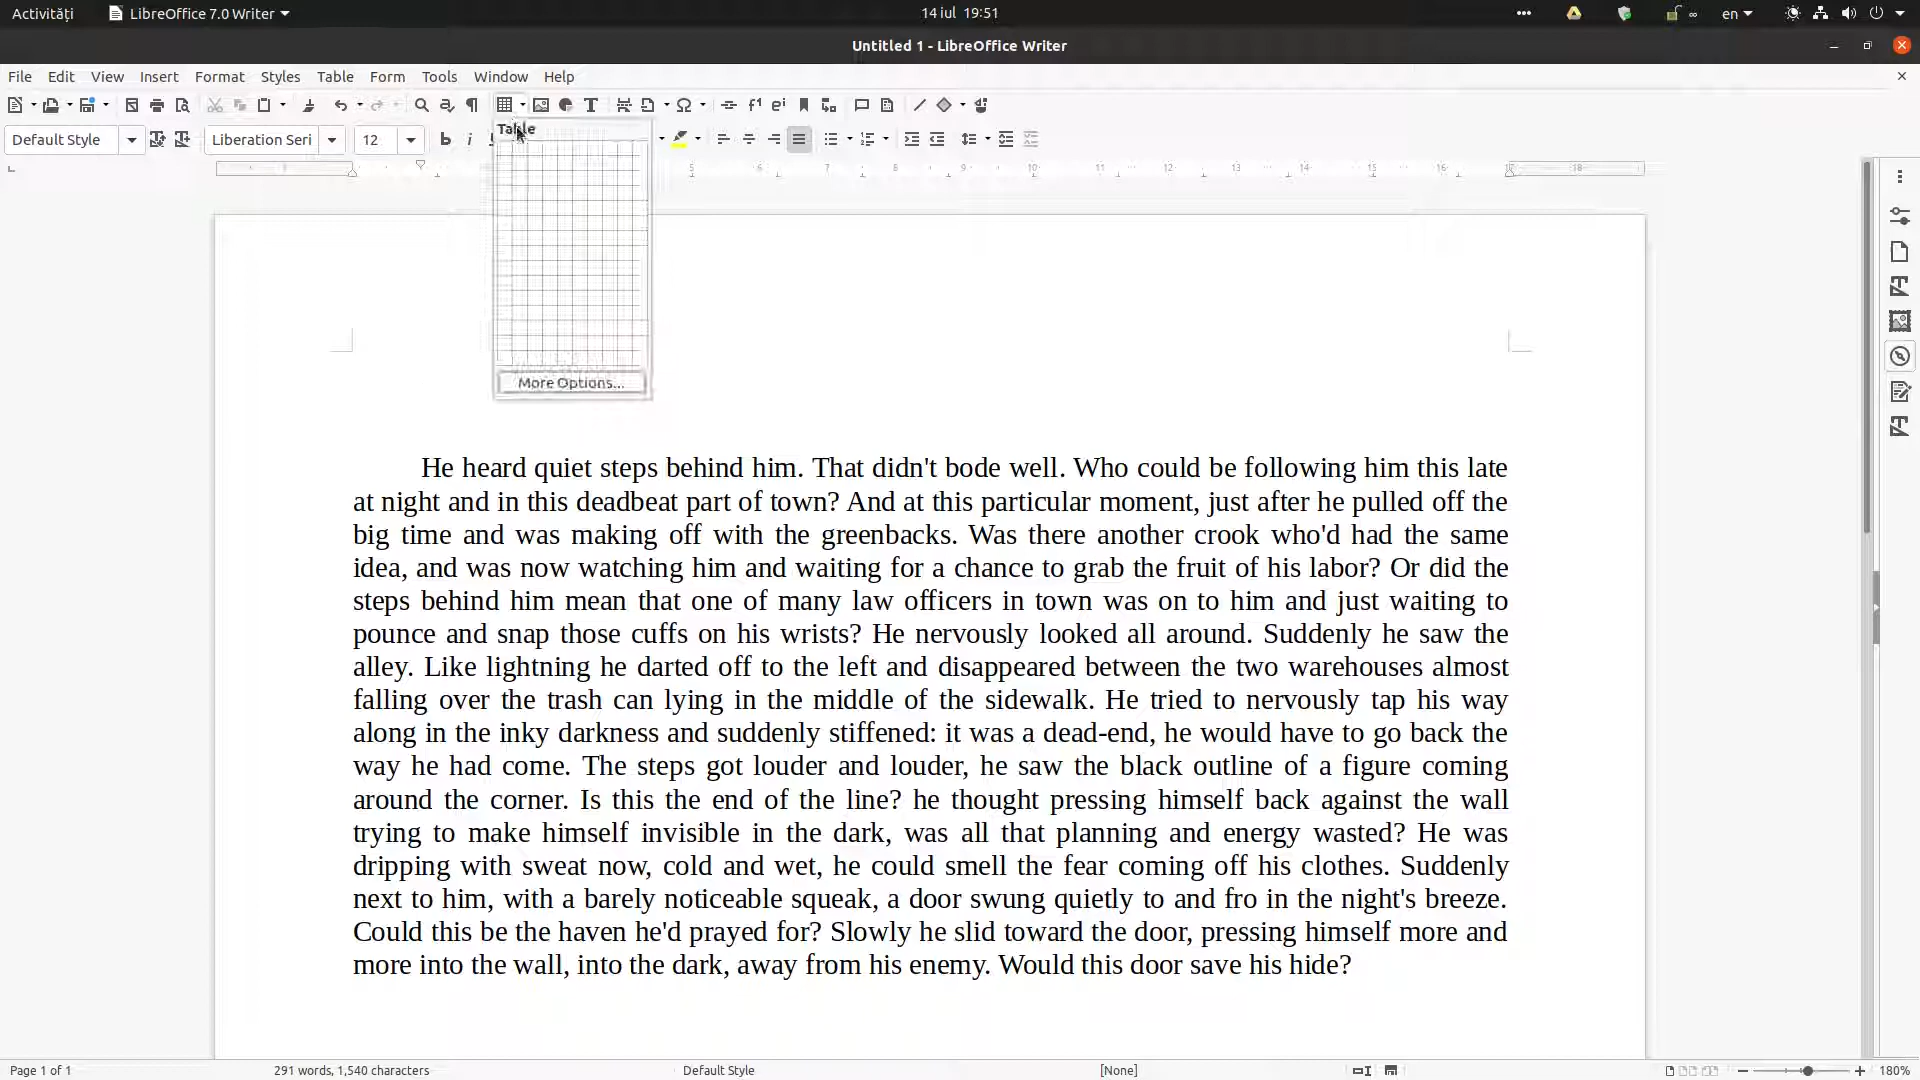 Activități LibreOffice 7.0 Writer 14 iul 19:51 en
Untitled 1 - LibreOffice Writer
File Edit View Insert Format Styles Table Form Tools Window Help
Default Style Liberation Seri 12
Table
5 6 7 8 9 10 11 12 13 14 15 16 17 18
More Options...
He heard quiet steps behind him. That didn't bode well. Who could be following him this late
at night and in this deadbeat part of town? And at this particular moment, just after he pulled off the
big time and was making off with the greenbacks. Was there another crook who'd had the same
idea, and was now watching him and waiting for a chance to grab the fruit of his labor? Or did the
steps behind him mean that one of many law officers in town was on to him and just waiting to
pounce and snap those cuffs on his wrists? He nervously looked all around. Suddenly he saw the
alley. Like lightning he darted off to the left and disappeared between the two warehouses almost
falling over the trash can lying in the middle of the sidewalk. He tried to nervously tap his way
along in the inky darkness and suddenly stiffened: it was a dead-end, he would have to go back the
way he had come. The steps got louder and louder, he saw the black outline of a figure coming
around the corner. Is this the end of the line? he thought pressing himself back against the wall
trying to make himself invisible in the dark, was all that planning and energy wasted? He was
dripping with sweat now, cold and wet, he could smell the fear coming off his clothes. Suddenly
next to him, with a barely noticeable squeak, a door swung quietly to and fro in the night's breeze.
Could this be the haven he'd prayed for? Slowly he slid toward the door, pressing himself more and
more into the wall, into the dark, away from his enemy. Would this door save his hide?
Page 1 of 1 291 words, 1,540 characters Default Style [None] 180%